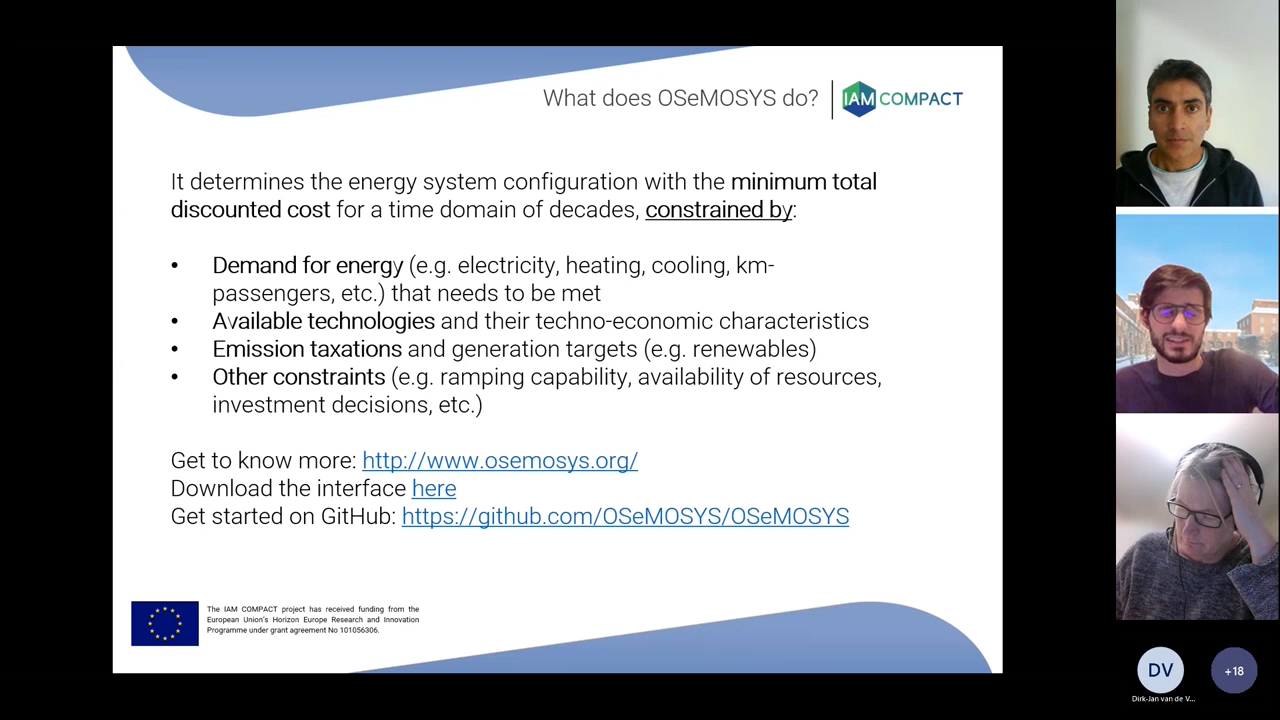 What does OSeMOSYS do?
IAM COMPACT
It determines the energy system configuration with the minimum total
discounted cost for a time domain of decades, constrained by:
• Demand for energy (e.g. electricity, heating, cooling, km-
passengers, etc.) that needs to be met
• Available technologies and their techno-economic characteristics
• Emission taxations and generation targets (e.g. renewables)
• Other constraints (e.g. ramping capability, availability of resources,
investment decisions, etc.)
Get to know more: http://www.osemosys.org/
Download the interface here
Get started on GitHub: https://github.com/OSeMOSYS/OSeMOSYS
The IAM COMPACT project has received funding from the
European Union's Horizon Europe Research and Innovation
Programme under grant agreement No 101056306.
DV
+18
Dirk-Jan van de V...